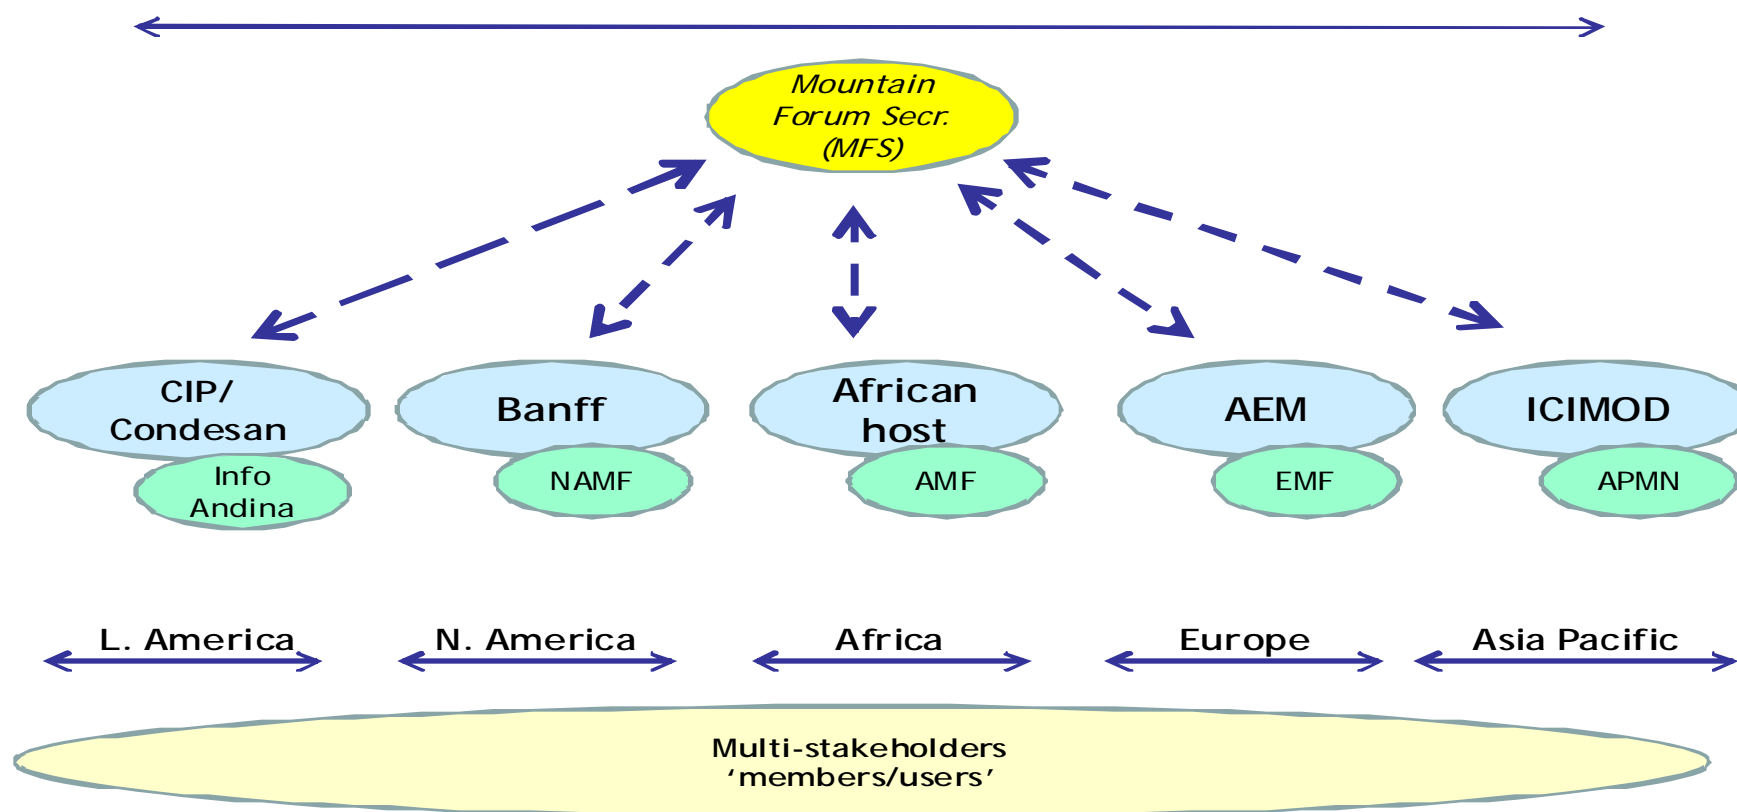 Mountain
Forum Secr.
(MFS)
CIP/
Condesan
Banff
African
host
AEM
ICIMOD
Info
Andina
NAMF
AMF
EMF
APMN
L. America
N. America
Africa
Europe
Asia Pacific
Multi-stakeholders
‘members/users’